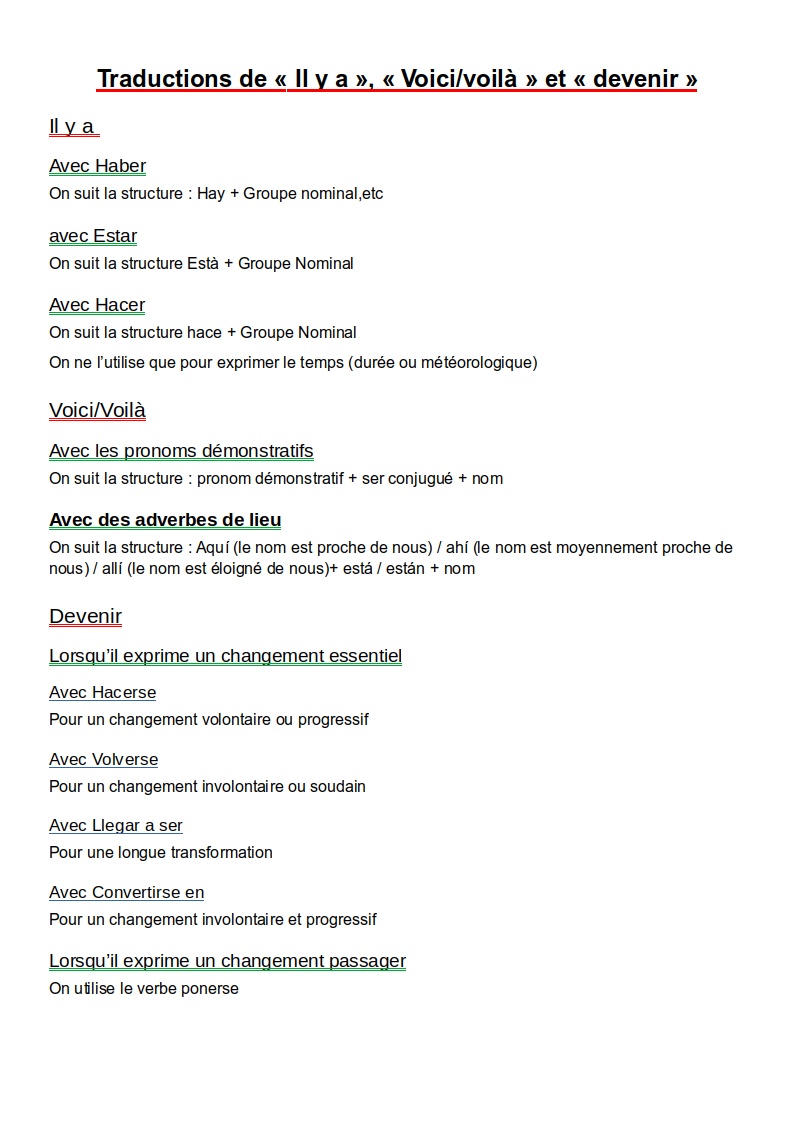 Traductions de « Il y a », « Voici/voilà » et « devenir »
Il y a
Avec Haber
On suit la structure : Hay + Groupe nominal,etc
avec Estar
On suit la structure Està + Groupe Nominal
Avec Hacer
On suit la structure hace + Groupe Nominal
On ne l’utilise que pour exprimer le temps (durée ou météorologique)
Voici/Voilà
Avec les pronoms démonstratifs
On suit la structure : pronom démonstratif + ser conjugué + nom
Avec des adverbes de lieu
On suit la structure : Aquí (le nom est proche de nous) / ahí (le nom est moyennement proche de
nous) / allí (le nom est éloigné de nous)+ está / están + nom
Devenir
Lorsqu’il exprime un changement essentiel
Avec Hacerse
Pour un changement volontaire ou progressif
Avec Volverse
Pour un changement involontaire ou soudain
Avec Llegar a ser
Pour une longue transformation
Avec Convertirse en
Pour un changement involontaire et progressif
Lorsqu’il exprime un changement passager
On utilise le verbe ponerse